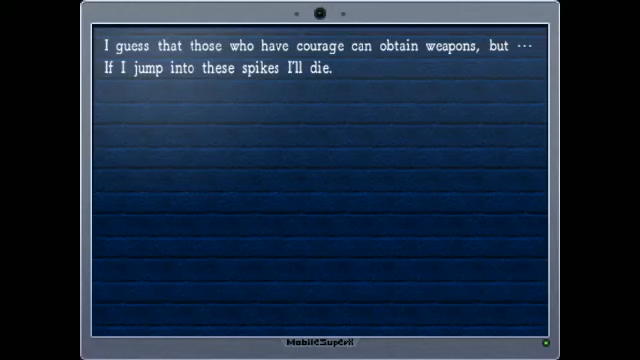 I guess that those who have courage can obtain weapons, but ···
If I jump into these spikes I'll die.
MobileSuperX